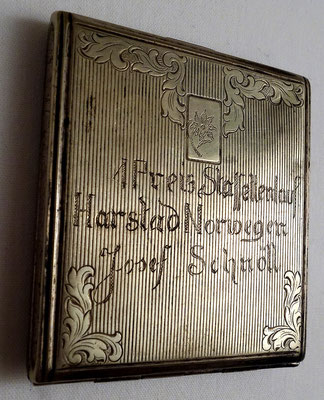 1 Preis Staffellauf
Harstad Norwegen
Josef Schnöll